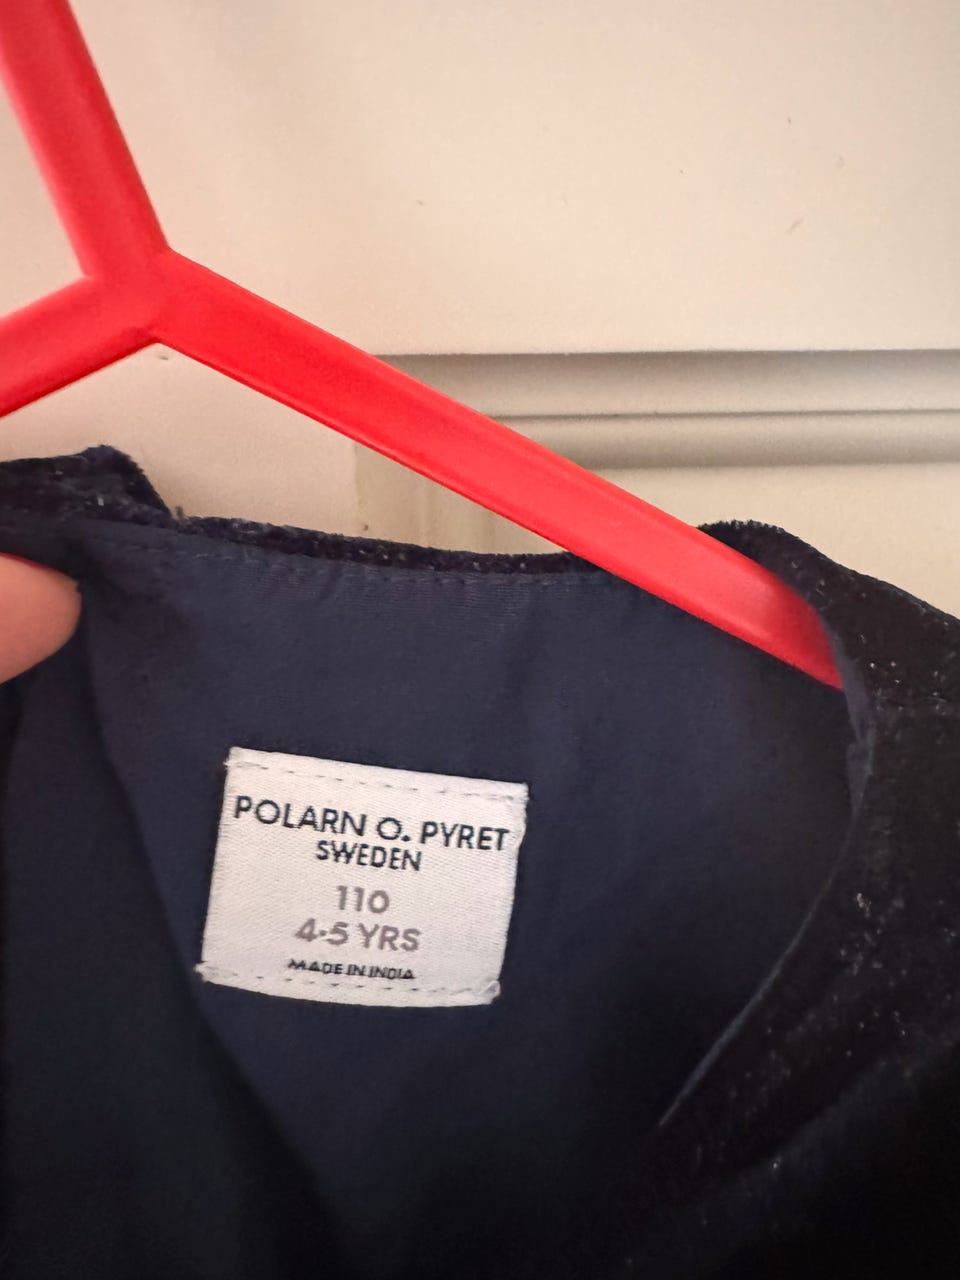 POLARN O. PYRET
SWEDEN
110
4-5 YRS
MADE IN INDIA